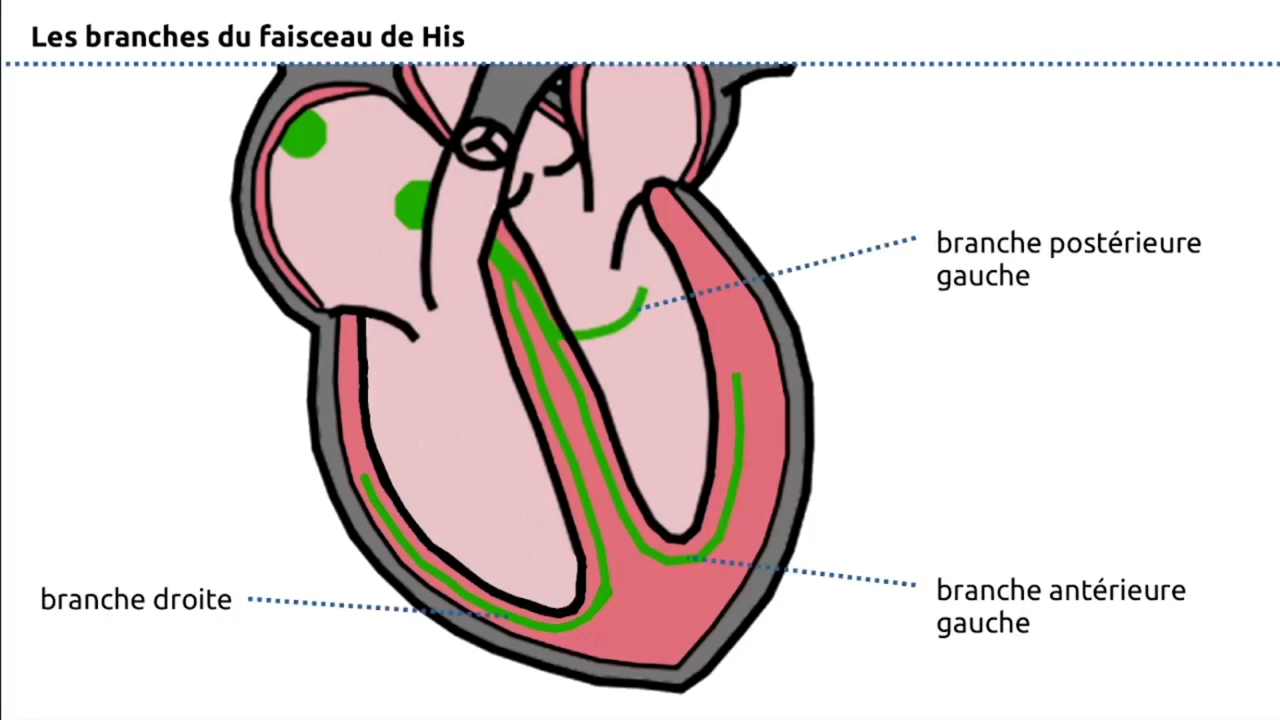 Les branches du faisceau de His
branche postérieure
gauche
branche droite
branche antérieure
gauche